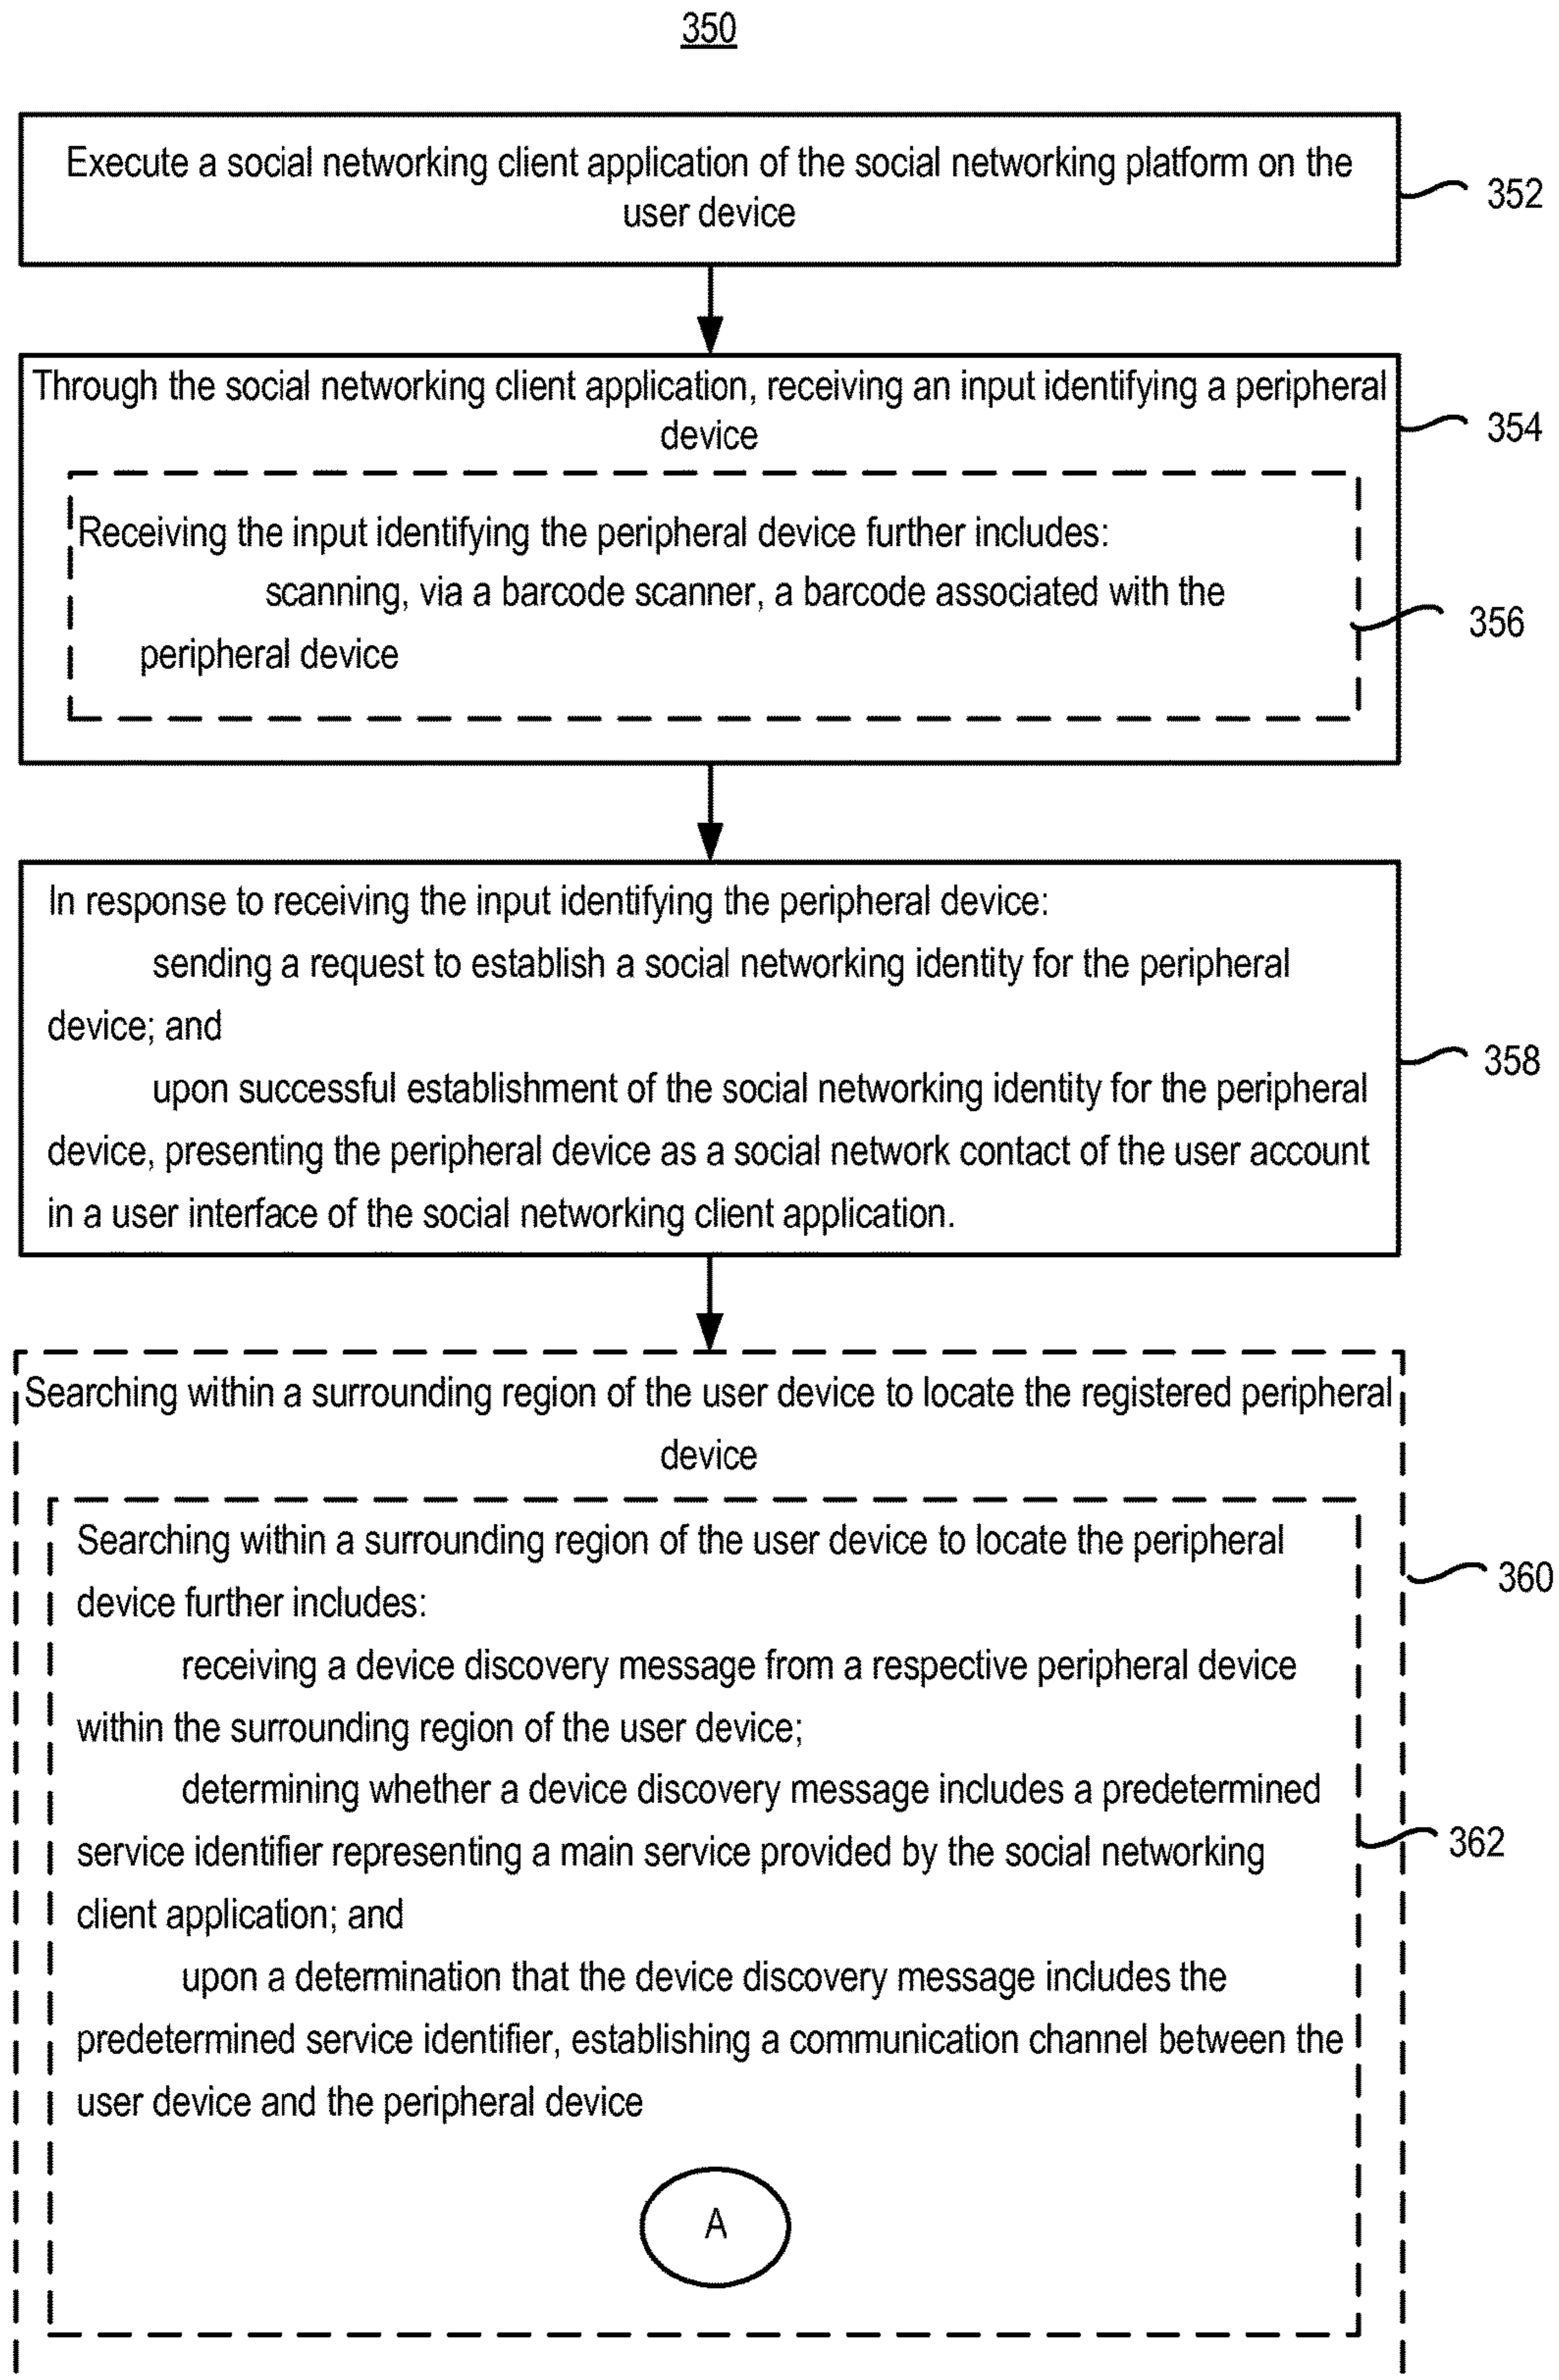 350
Execute a social networking client application of the social networking platform on the
user device
352
Through the social networking client application, receiving an input identifying a peripheral
device
354
Receiving the input identifying the peripheral device further includes:
scanning, via a barcode scanner, a barcode associated with the
peripheral device
356
In response to receiving the input identifying the peripheral device:
sending a request to establish a social networking identity for the peripheral
device; and
upon successful establishment of the social networking identity for the peripheral
device, presenting the peripheral device as a social network contact of the user account
in a user interface of the social networking client application.
358
Searching within a surrounding region of the user device to locate the registered peripheral
device
360
Searching within a surrounding region of the user device to locate the peripheral
device further includes:
receiving a device discovery message from a respective peripheral device
within the surrounding region of the user device;
determining whether a device discovery message includes a predetermined
service identifier representing a main service provided by the social networking
client application; and
upon a determination that the device discovery message includes the
predetermined service identifier, establishing a communication channel between the
user device and the peripheral device
362
A